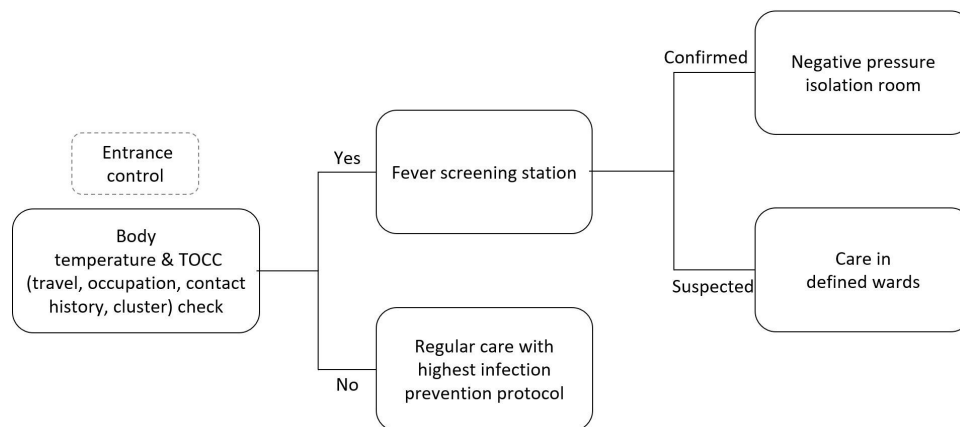 Entrance
control
Body
temperature & TOCC
(travel, occupation, contact
history, cluster) check
Yes
No
Fever screening station
Regular care with
highest infection
prevention protocol
Confirmed
Suspected
Negative pressure
isolation room
Care in
defined wards